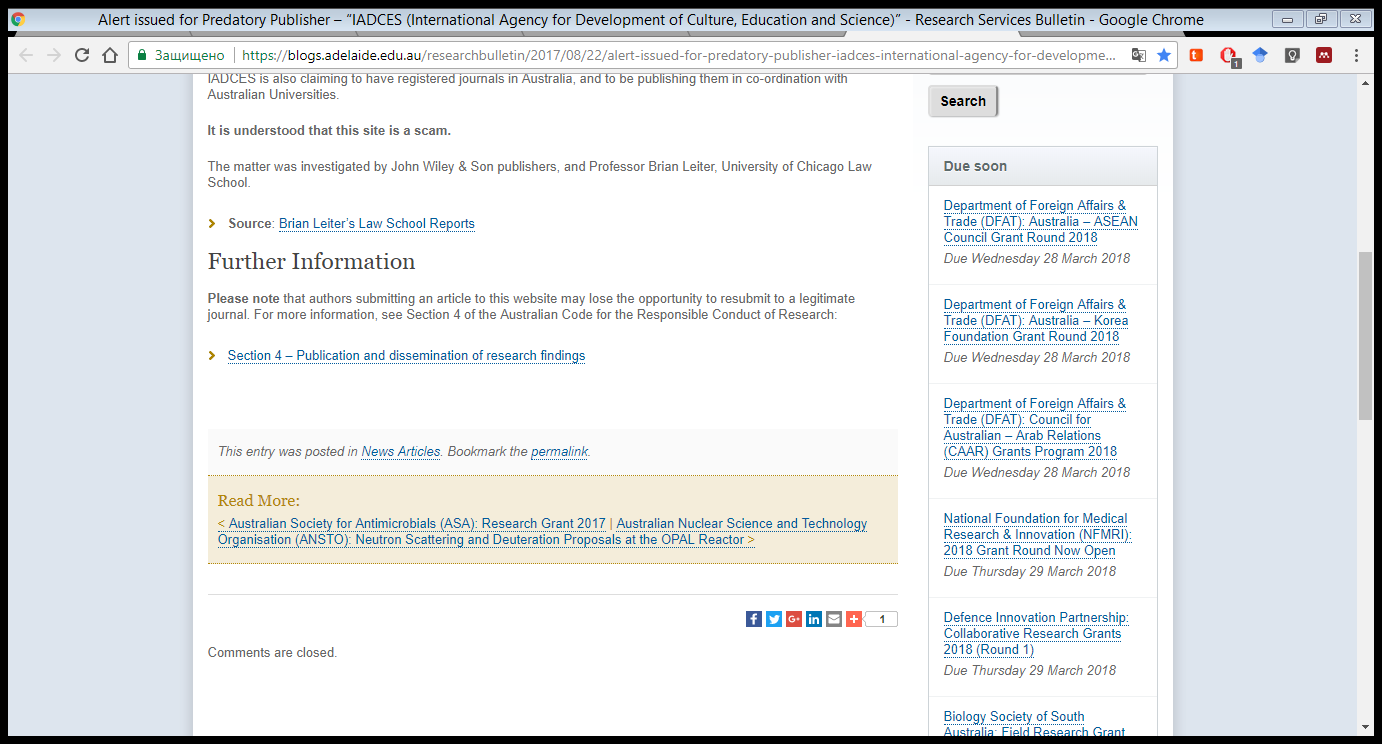 Alert issued for Predatory Publisher – "IADCES (International Agency for Development of Culture, Education and Science)" - Research Services Bulletin - Google Chrome
Защищено
https://blogs.adelaide.edu.au/researchbulletin/2017/08/22/alert-issued-for-predatory-publisher-iadces-international-agency-for-developme...
1
IADCES is also claiming to have registered journals in Australia, and to be publishing them in co-ordination with
Australian Universities.
It is understood that this site is a scam.
The matter was investigated by John Wiley & Son publishers, and Professor Brian Leiter, University of Chicago Law
School.
Source: Brian Leiter's Law School Reports
Further Information
Please note that authors submitting an article to this website may lose the opportunity to resubmit to a legitimate
journal. For more information, see Section 4 of the Australian Code for the Responsible Conduct of Research:
Section 4 – Publication and dissemination of research findings
This entry was posted in News Articles. Bookmark the permalink.
Read More:
< Australian Society for Antimicrobials (ASA): Research Grant 2017 | Australian Nuclear Science and Technology
Organisation (ANSTO): Neutron Scattering and Deuteration Proposals at the OPAL Reactor >
1
Comments are closed.
Search
Due soon
Department of Foreign Affairs &
Trade (DFAT): Australia – ASEAN
Council Grant Round 2018
Due Wednesday 28 March 2018
Department of Foreign Affairs &
Trade (DFAT): Australia – Korea
Foundation Grant Round 2018
Due Wednesday 28 March 2018
Department of Foreign Affairs &
Trade (DFAT): Council for
Australian – Arab Relations
(CAAR) Grants Program 2018
Due Wednesday 28 March 2018
National Foundation for Medical
Research & Innovation (NFMRI):
2018 Grant Round Now Open
Due Thursday 29 March 2018
Defence Innovation Partnership:
Collaborative Research Grants
2018 (Round 1)
Due Thursday 29 March 2018
Biology Society of South
Australia: Field Research Grant